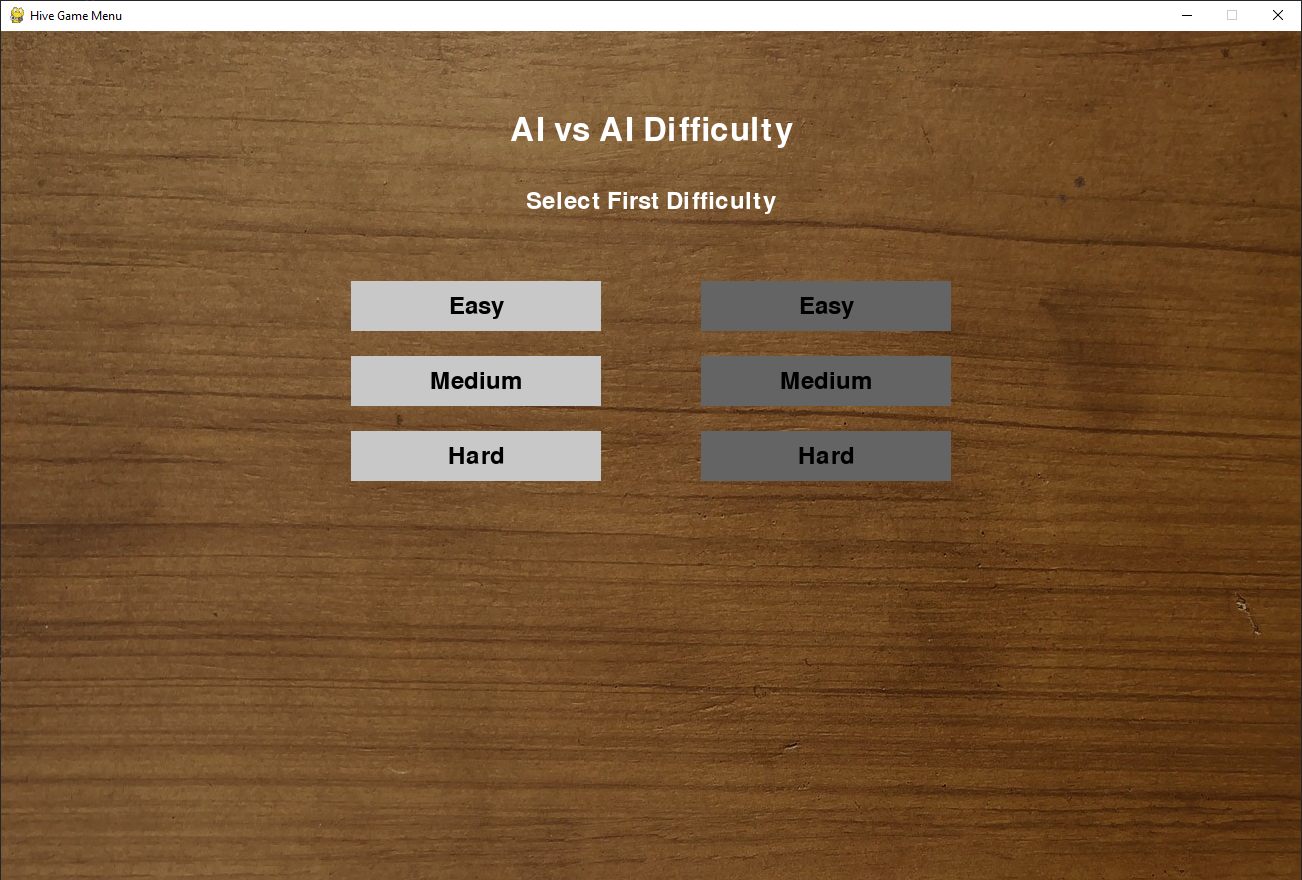 Hive Game Menu
AI vs AI Difficulty
Select First Difficulty
Easy Easy
Medium Medium
Hard Hard